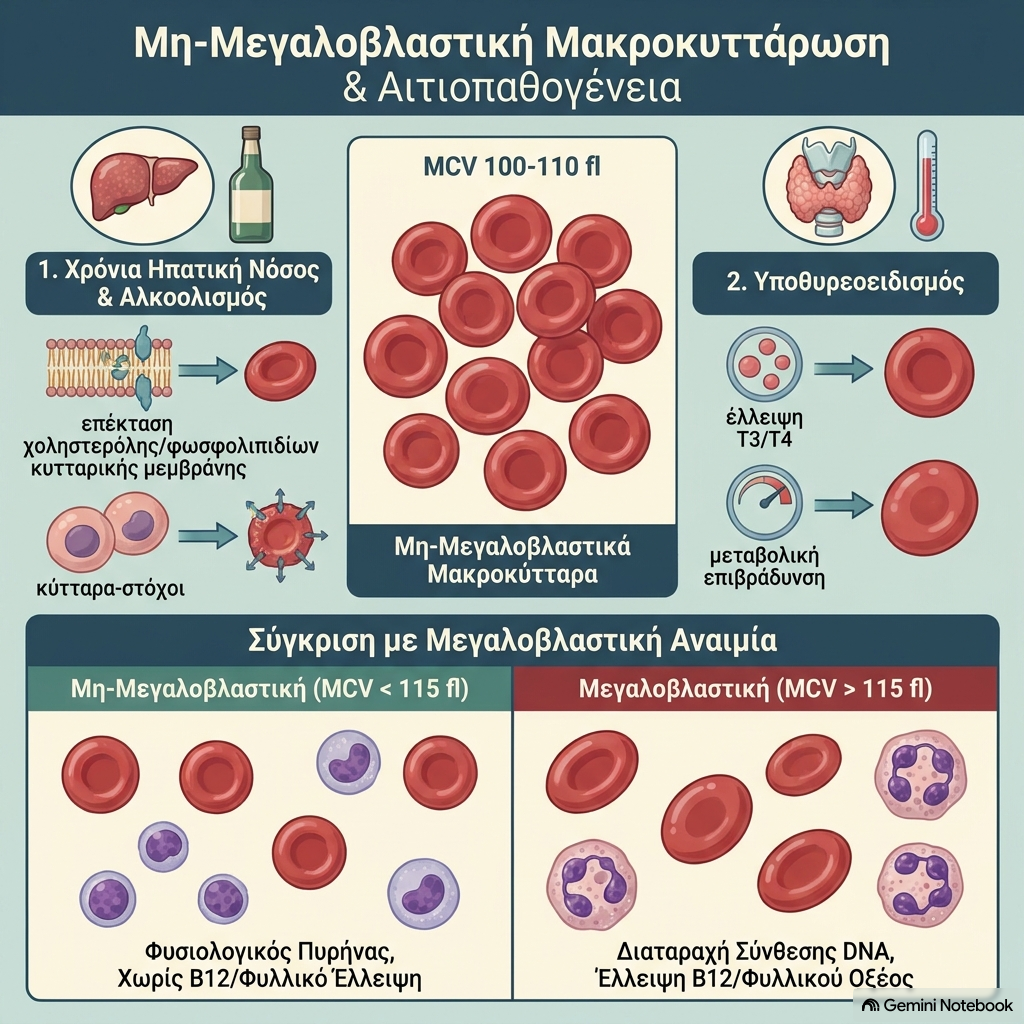 Μη-Μεγαλοβλαστική Μακροκυττάρωση
& Αιτιοπαθογένεια
1. Χρόνια Ηπατική Νόσος
& Αλκοολισμός
επέκταση
χοληστερόλης/φωσφολιπιδίων
κυτταρικής μεμβράνης
κύτταρα-στόχοι
MCV 100-110 fl
Μη-Μεγαλοβλαστικά
Μακροκύτταρα
2. Υποθυρεοειδισμός
έλλειψη
T3/T4
μεταβολική
επιβράδυνση
Σύγκριση με Μεγαλοβλαστική Αναιμία
Μη-Μεγαλοβλαστική (MCV < 115 fl)
Φυσιολογικός Πυρήνας,
Χωρίς B12/Φυλλικό Έλλειψη
Μεγαλοβλαστική (MCV > 115 fl)
Διαταραχή Σύνθεσης DNA,
Έλλειψη B12/Φυλλικού Οξέος
Gemini Notebook